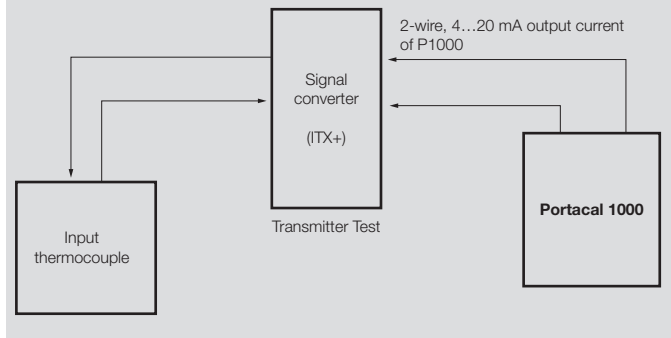 2-wire, 4…20 mA output current
of P1000
Signal
converter
(ITX+)
Portacal 1000
Input
thermocouple
Transmitter Test